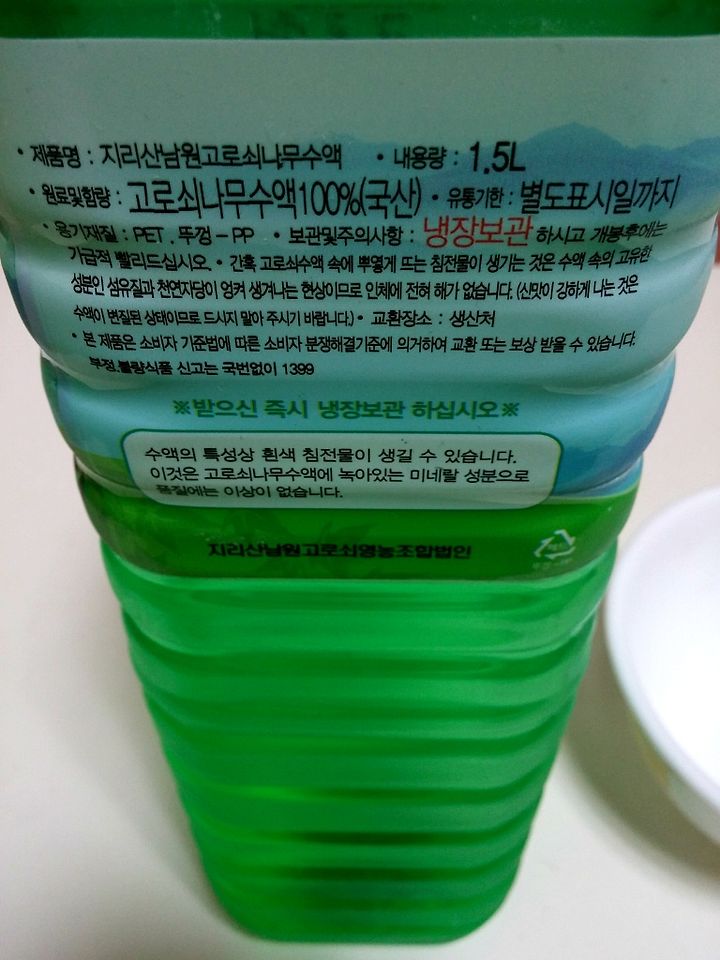 • 제품명 : 지리산남원고로쇠나무수액 • 내용량 : 1.5L
• 원료및함량 : 고로쇠나무수액100%(국산) • 유통기한 : 별도표시일까지
• 용기재질 : PET . 뚜껑 - PP • 보관및주의사항 : 냉장보관 하시고 개봉후에는
가급적 빨리드십시오. • 간혹 고로쇠수액 속에 뿌옇게 뜨는 침전물이 생기는 것은 수액 속의 고유한
성분인 섬유질과 천연자당이 엉켜 생겨나는 현상이므로 인체에 전혀 해가 없습니다. (신맛이 강하게 나는 것은
수액이 변질된 상태이므로 드시지 말아 주시기 바랍니다.) • 교환장소 : 생산처
• 본 제품은 소비자 기준법에 따른 소비자 분쟁해결기준에 의거하여 교환 또는 보상 받을 수 있습니다.
부정.불량식품 신고는 국번없이 1399
※받으신 즉시 냉장보관 하십시오※
수액의 특성상 흰색 침전물이 생길 수 있습니다.
이것은 고로쇠나무수액에 녹아있는 미네랄 성분으로
품질에는 이상이 없습니다.
지리산남원고로쇠영농조합법인